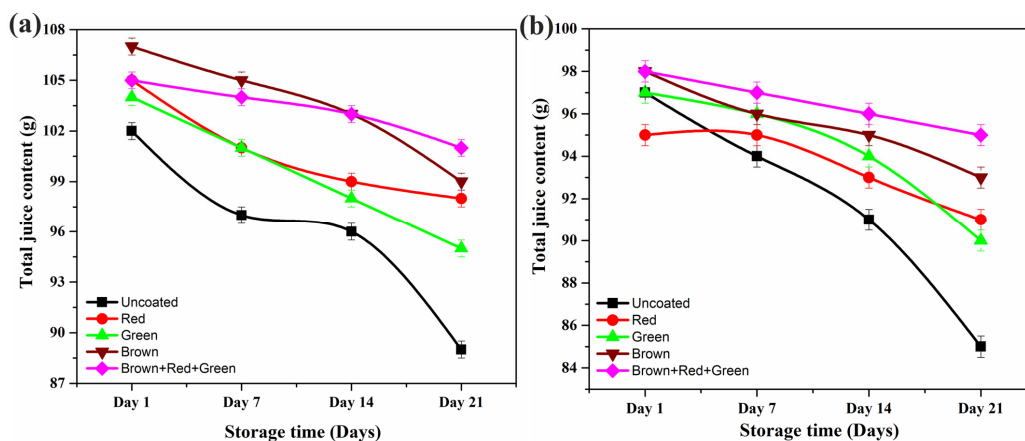 (a)
Total juice content (g)
108
105
102
99
96
93
90
87
Uncoated
Red
Green
Brown
Brown+Red+Green
Day 1 Day 7 Day 14 Day 21
Storage time (Days)
(b)
Total juice content (g)
98
96
94
92
90
88
86
84
Uncoated
Red
Green
Brown
Brown+Red+Green
Day 1 Day 7 Day 14 Day 21
Storage time (Days)